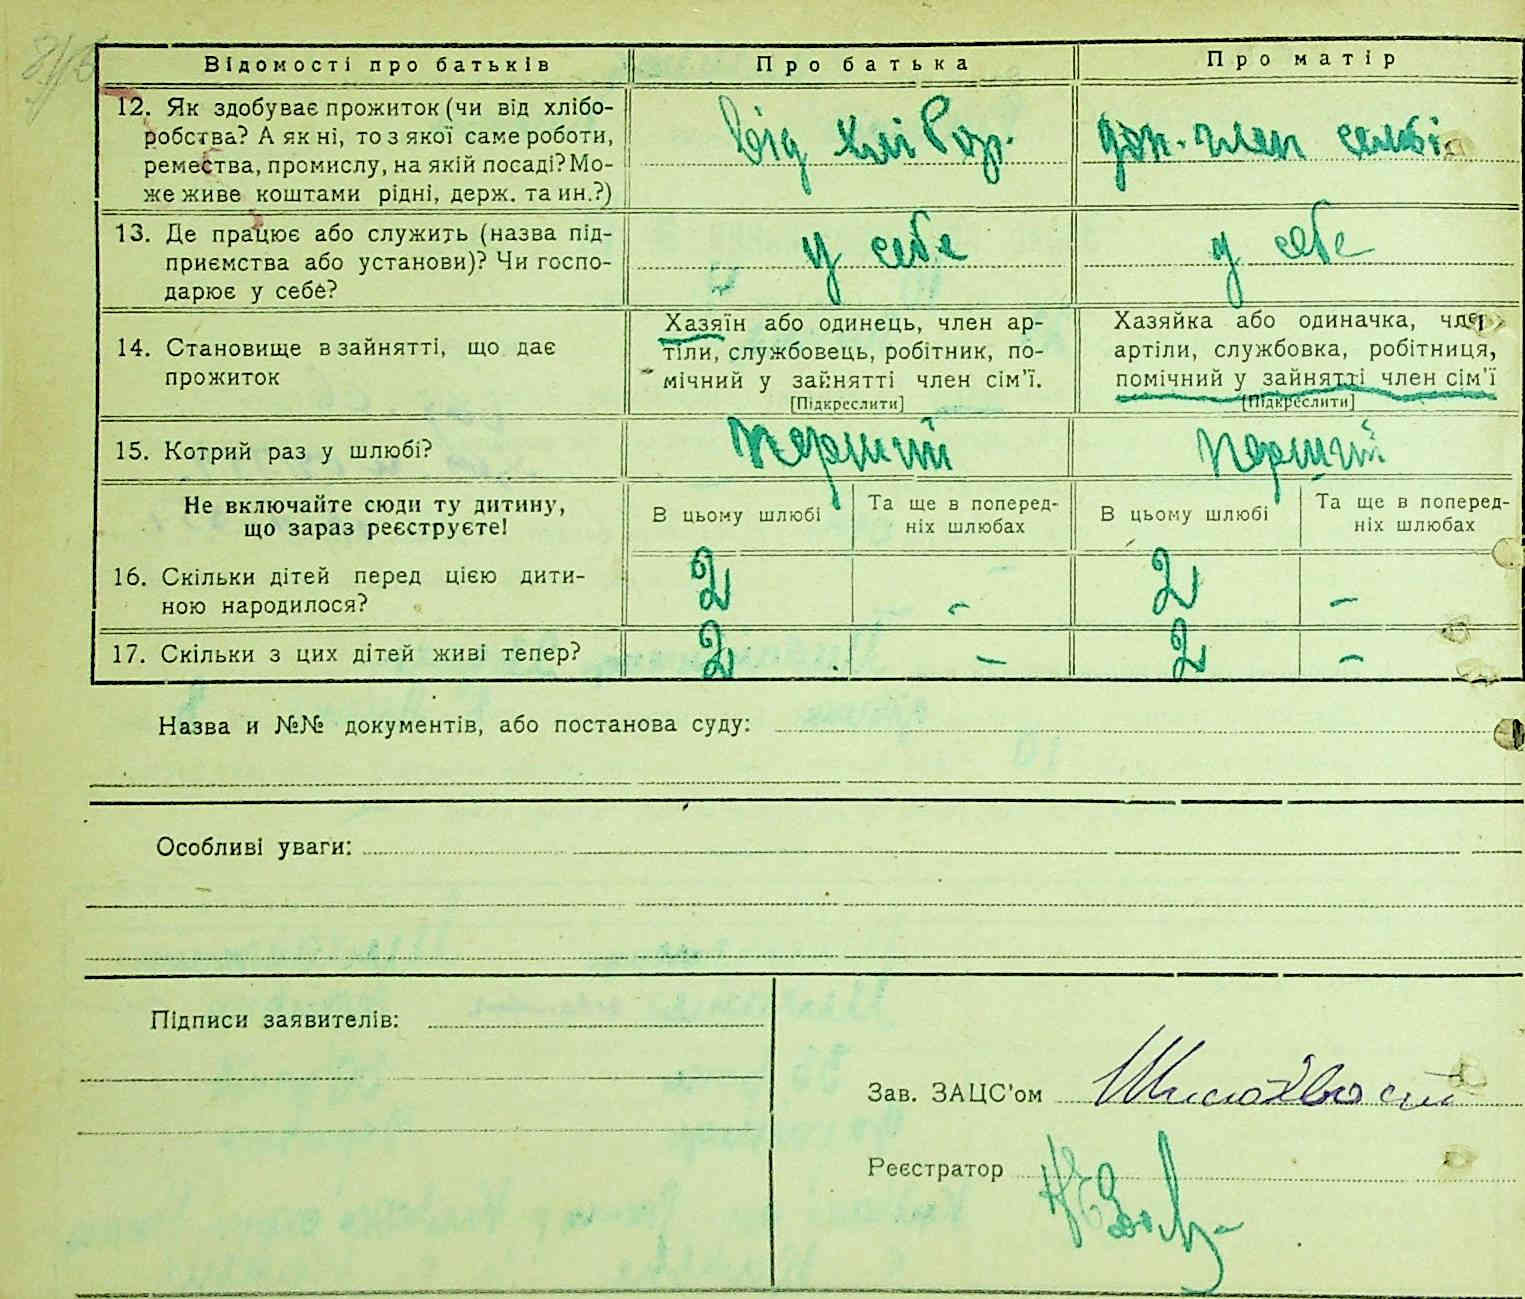 Відомості про батьків Про батька Про матір
12. Як здобуває прожиток (чи від хлібо-
робства? А як ні, то з якої саме роботи,
ремества, промислу, на якій посаді? Мо-
же живе коштами рідні, держ. та ин.?)
від хлібор.
доп. член семьі
13. Де працює або служить (назва під-
приємства або установи)? Чи госпо-
дарює у себе?
у себе
у себе
14. Становище в зайнятті, що дає
прожиток
Хазяїн або одинець, член ар-
тіли, службовець, робітник, по-
мічний у зайнятті член сім'ї.
[Підкреслити]
Хазяйка або одиначка, член
артіли, службовка, робітниця,
помічний у зайнятті член сім'ї
[Підкреслити]
15. Котрий раз у шлюбі?
перший
перший
Не включайте сюди ту дитину,
що зараз реєструєте!
В цьому шлюбі
Та ще в поперед-
ніх шлюбах
В цьому шлюбі
Та ще в поперед-
ніх шлюбах
16. Скільки дітей перед цією дити-
ною народилося?
2 - 2 -
17. Скільки з цих дітей живі тепер?
2 - 2 -
Назва и №№ документів, або постанова суду:
Особливі уваги:
Підписи заявителів:
Зав. ЗАЦС'ом
Реєстратор